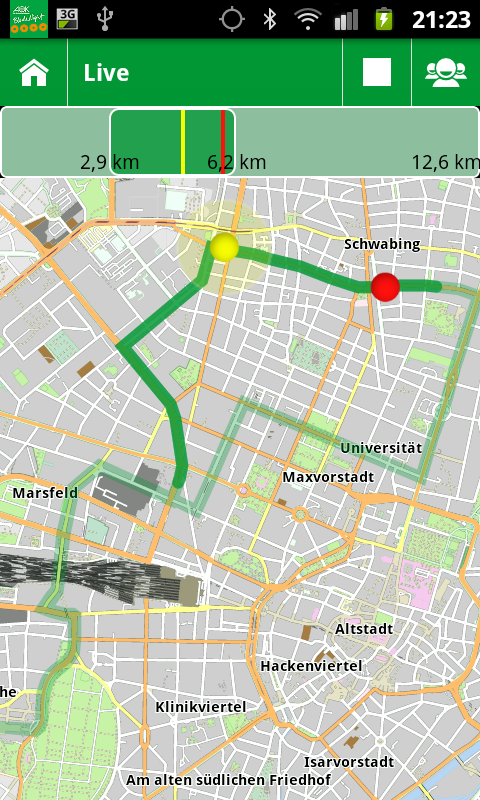 AOK
3G
21:23
Live
2,9 km
6,2 km
12,6 km
Schwabing
Universität
Maxvorstadt
Marsfeld
Altstadt
Hackenviertel
he
Klinikviertel
Isarvorstadt
Am alten südlichen Friedhof